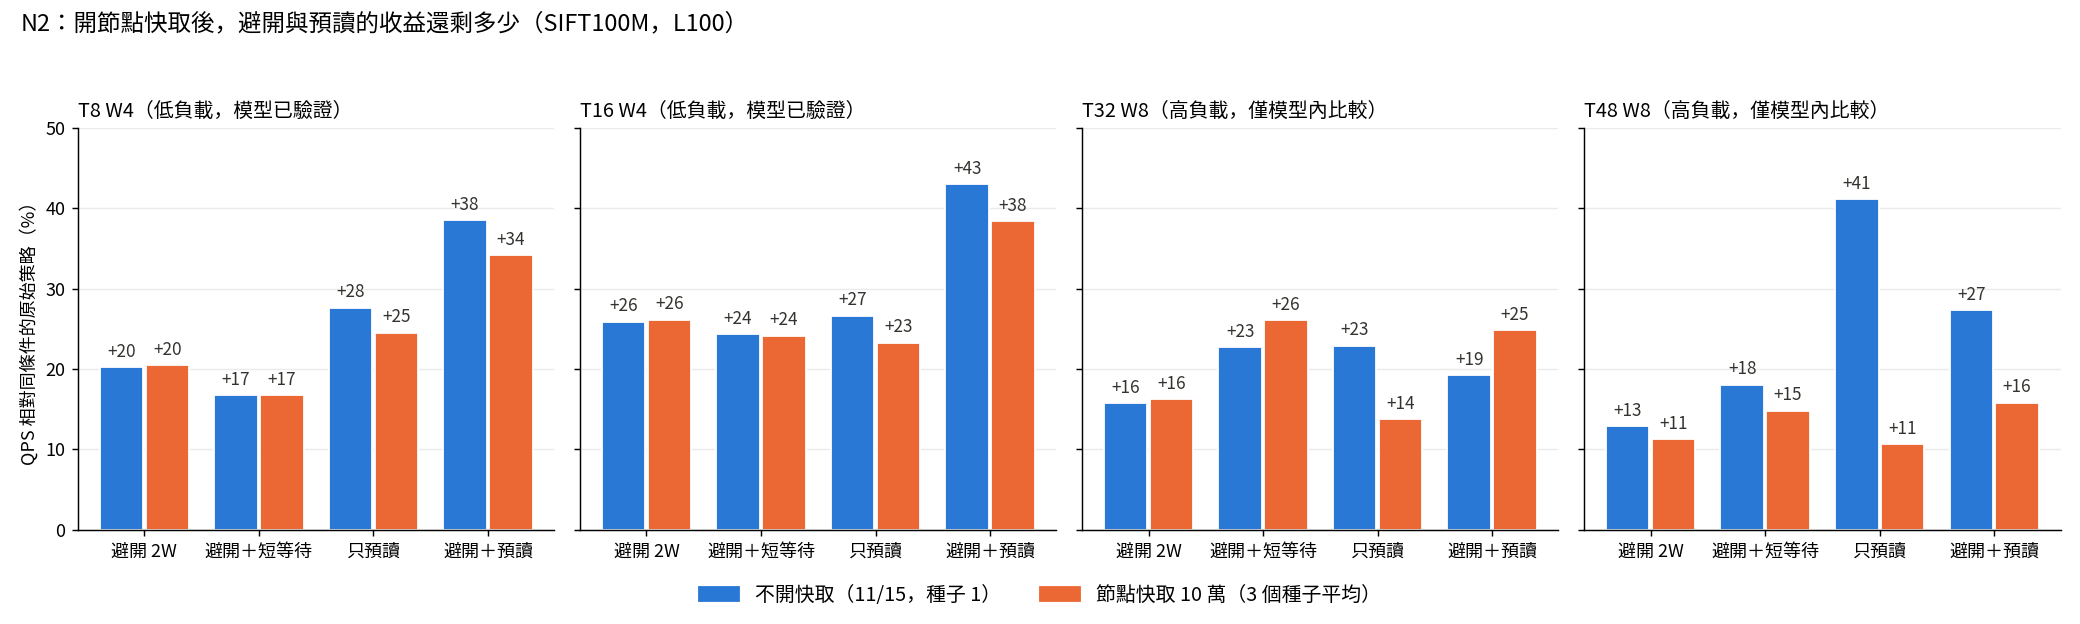 N2：開節點快取後，避開與預讀的收益還剩多少（SIFT100M，L100）
T8 W4（低負載，模型已驗證）
T16 W4（低負載，模型已驗證）
T32 W8（高負載，僅模型內比較）
T48 W8（高負載，僅模型內比較）
QPS 相對同條件的原始策略（%）
50
40
30
20
10
0
+20 +20 +17 +17 +28 +25 +38 +34
+26 +26 +24 +24 +27 +23 +43 +38
+16 +16 +23 +26 +23 +14 +19 +25
+13 +11 +18 +15 +41 +11 +27 +16
避開 2W 避開＋短等待 只預讀 避開＋預讀
避開 2W 避開＋短等待 只預讀 避開＋預讀
避開 2W 避開＋短等待 只預讀 避開＋預讀
避開 2W 避開＋短等待 只預讀 避開＋預讀
不開快取（11/15，種子 1）
節點快取 10 萬（3 個種子平均）